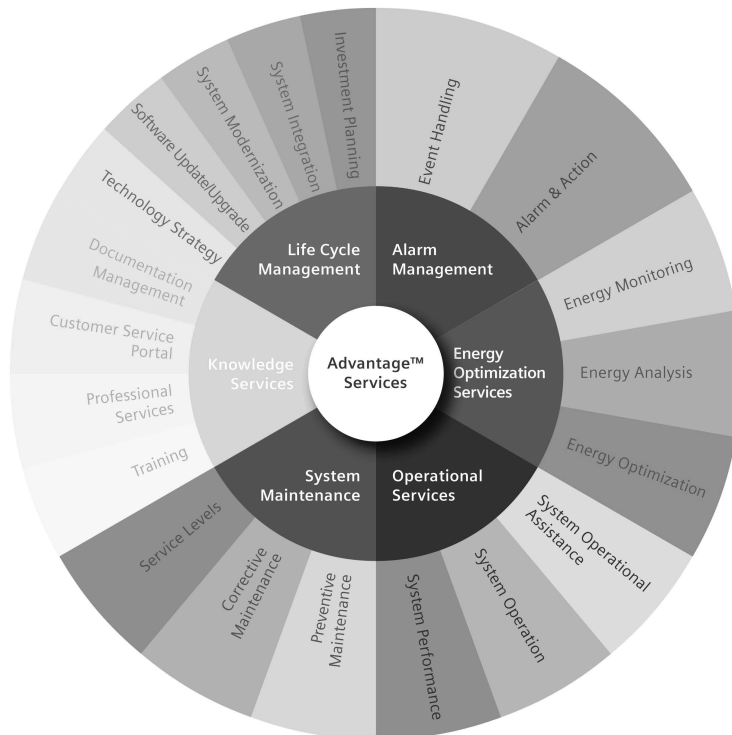 Advantage™
Services
Life Cycle
Management
Alarm
Management
Energy
Optimization
Services
Operational
Services
System
Maintenance
Knowledge
Services
Event Handling
Alarm & Action
Energy Monitoring
Energy Analysis
Energy Optimization
System Operational
Assistance
System Operation
System Performance
Preventive
Maintenance
Corrective
Maintenance
Service Levels
Training
Professional
Services
Customer Service
Portal
Documentation
Management
Technology Strategy
Software Update/Upgrade
System Modernization
System Integration
Investment Planning